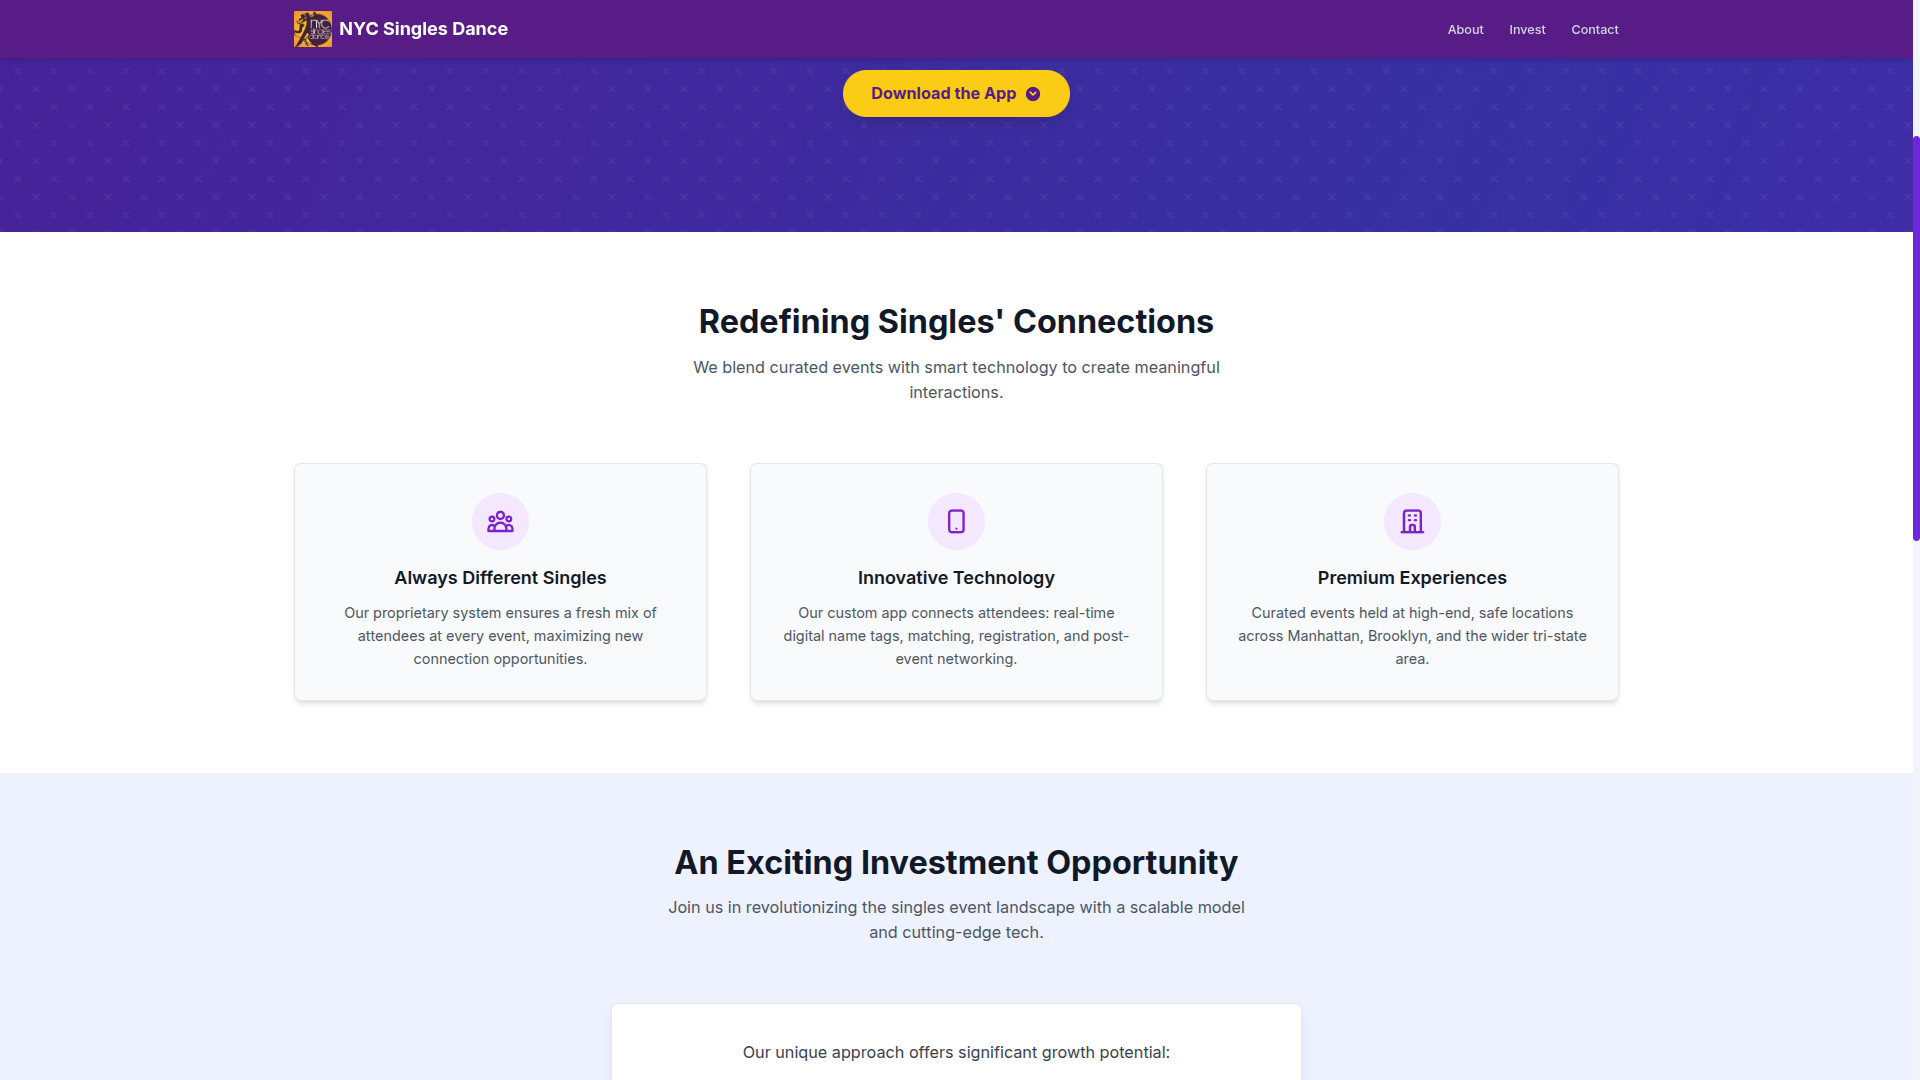 NYC
singles
dance
NYC Singles Dance
About
Invest
Contact
Download the App
Redefining Singles' Connections
We blend curated events with smart technology to create meaningful
interactions.
Always Different Singles
Our proprietary system ensures a fresh mix of
attendees at every event, maximizing new
connection opportunities.
Innovative Technology
Our custom app connects attendees: real-time
digital name tags, matching, registration, and post-
event networking.
Premium Experiences
Curated events held at high-end, safe locations
across Manhattan, Brooklyn, and the wider tri-state
area.
An Exciting Investment Opportunity
Join us in revolutionizing the singles event landscape with a scalable model
and cutting-edge tech.
Our unique approach offers significant growth potential: